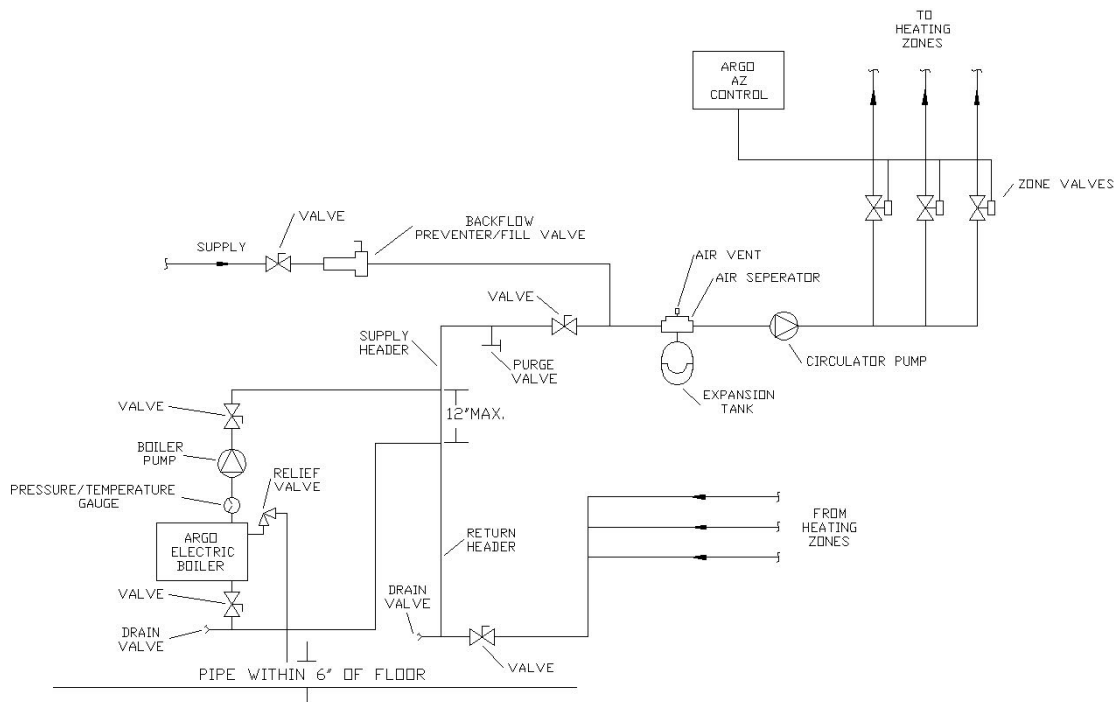 TO
HEATING
ZONES
ARGO
AZ
CONTROL
ZONE VALVES
BACKFLOW
PREVENTER/FILL VALVE
VALVE
SUPPLY
AIR VENT
AIR SEPERATOR
VALVE
SUPPLY
HEADER
PURGE
VALVE
CIRCULATOR PUMP
EXPANSION
TANK
12"MAX.
VALVE
BOILER
PUMP
RELIEF
VALVE
PRESSURE/TEMPERATURE
GAUGE
FROM
HEATING
ZONES
ARGO
ELECTRIC
BOILER
RETURN
HEADER
VALVE
DRAIN
VALVE
DRAIN
VALVE
VALVE
PIPE WITHIN 6" OF FLOOR